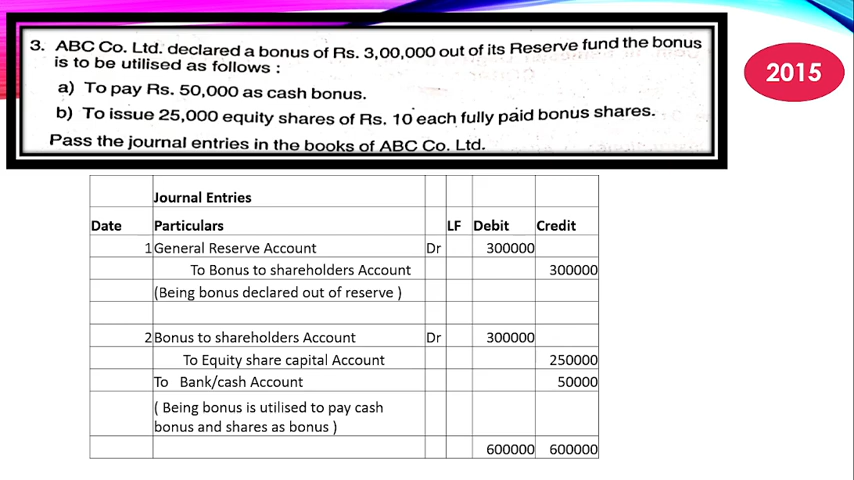 3. ABC Co. Ltd. declared a bonus of Rs. 3,00,000 out of its Reserve fund the bonus
is to be utilised as follows :
a) To pay Rs. 50,000 as cash bonus.
b) To issue 25,000 equity shares of Rs. 10 each fully paid bonus shares.
Pass the journal entries in the books of ABC Co. Ltd.
2015
Journal Entries
Date Particulars LF Debit Credit
1 General Reserve Account Dr 300000
To Bonus to shareholders Account 300000
(Being bonus declared out of reserve )
2 Bonus to shareholders Account Dr 300000
To Equity share capital Account 250000
To Bank/cash Account 50000
( Being bonus is utilised to pay cash
bonus and shares as bonus )
600000 600000